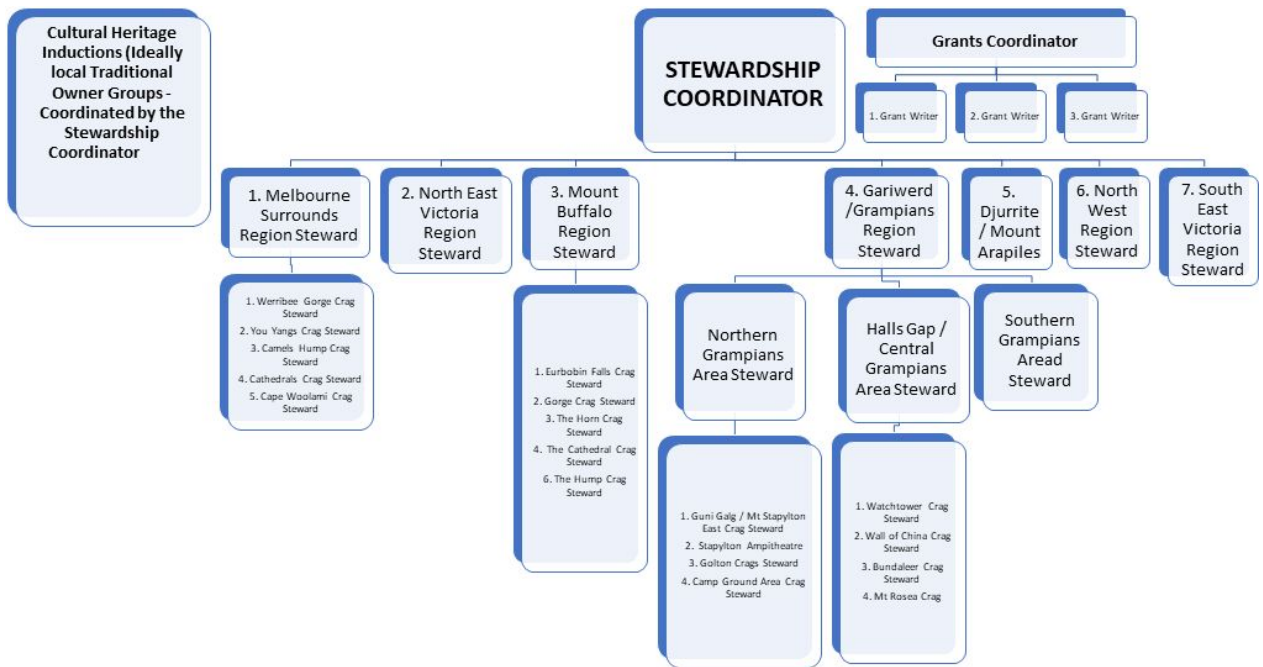 Cultural Heritage
Inductions (Ideally
local Traditional
Owner Groups -
Coordinated by the
Stewardship
Coordinator
STEWARDSHIP
COORDINATOR
Grants Coordinator
1. Grant Writer
2. Grant Writer
3. Grant Writer
1. Melbourne
Surrounds
Region Steward
2. North East
Victoria
Region
Steward
3. Mount
Buffalo
Region
Steward
4. Gariwerd
/Grampians
Region
Steward
5.
Djurrite
/ Mount
Arapiles
6. North
West
Region
Steward
7. South
East
Victoria
Region
Steward
1. Werribee Gorge Crag
Steward
2. You Yangs Crag Steward
3. Camels Hump Crag
Steward
4. Cathedrals Crag Steward
5. Cape Woolami Crag
Steward
1. Eurbobin Falls Crag
Steward
2. Gorge Crag Steward
3. The Horn Crag
Steward
4. The Cathedral Crag
Steward
6. The Hump Crag
Steward
Northern
Grampians
Area Steward
Halls Gap /
Central
Grampians
Area Steward
Southern
Grampians
Aread
Steward
1. Guni Galg / Mt Stapylton
East Crag Steward
2. Stapylton Ampitheatre
3. Golton Crags Steward
4. Camp Ground Area Crag
Steward
1. Watchtower Crag
Steward
2. Wall of China Crag
Steward
3. Bundaleer Crag
Steward
4. Mt Rosea Crag